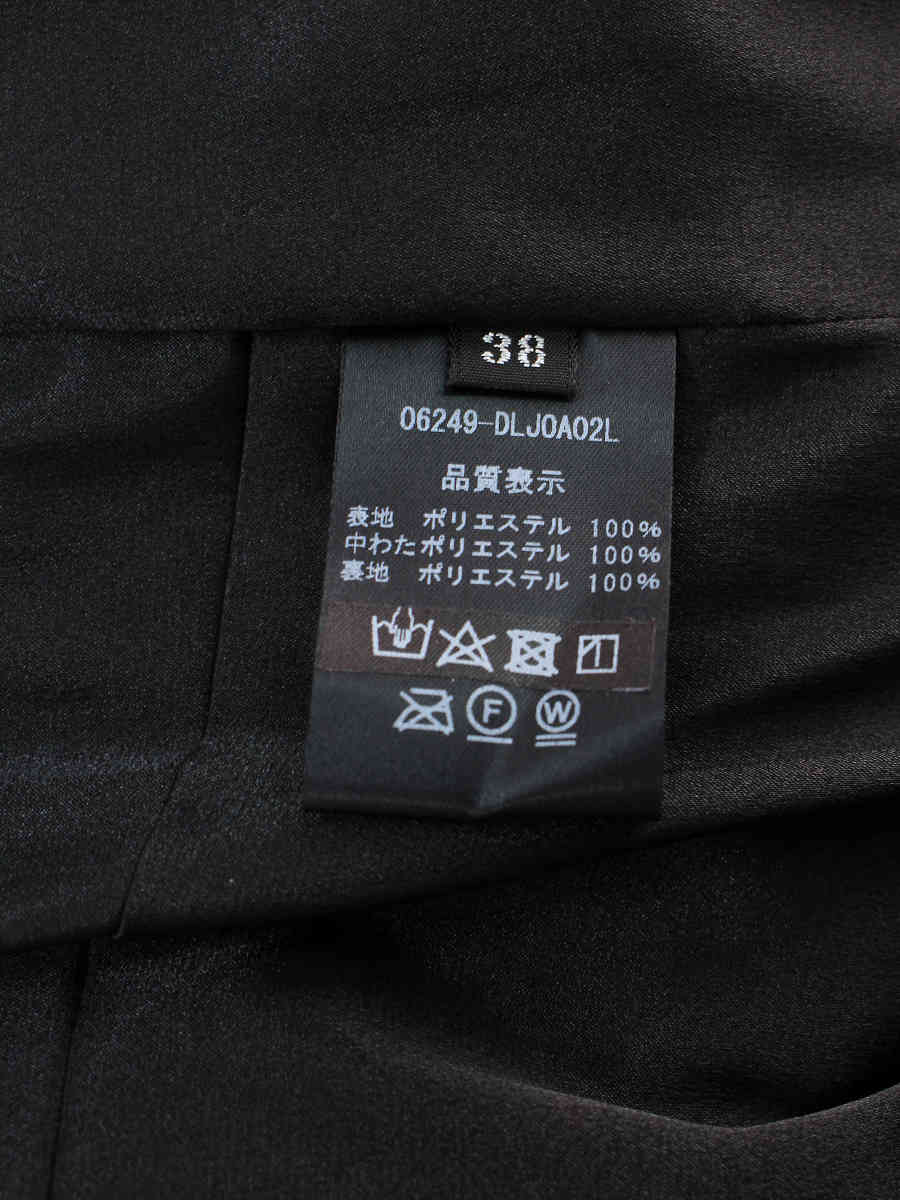 38
06249-DLJ0A02L
品質表示
表地 ポリエステル 100%
中わた ポリエステル 100%
裏地 ポリエステル 100%
F W